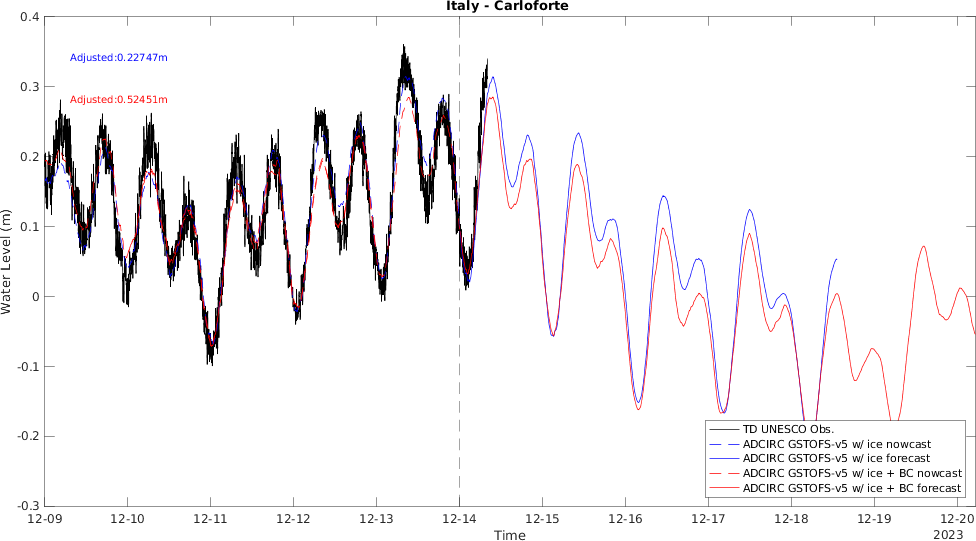 Italy - Carloforte
Adjusted:0.22747m
Adjusted:0.52451m
Water Level (m)
0.4
0.3
0.2
0.1
0
-0.1
-0.2
-0.3
TD UNESCO Obs.
ADCIRC GSTOFS-v5 w/ ice nowcast
ADCIRC GSTOFS-v5 w/ ice forecast
ADCIRC GSTOFS-v5 w/ ice + BC nowcast
ADCIRC GSTOFS-v5 w/ ice + BC forecast
12-09 12-10 12-11 12-12 12-13 12-14 12-15 12-16 12-17 12-18 12-19 12-20
Time
2023